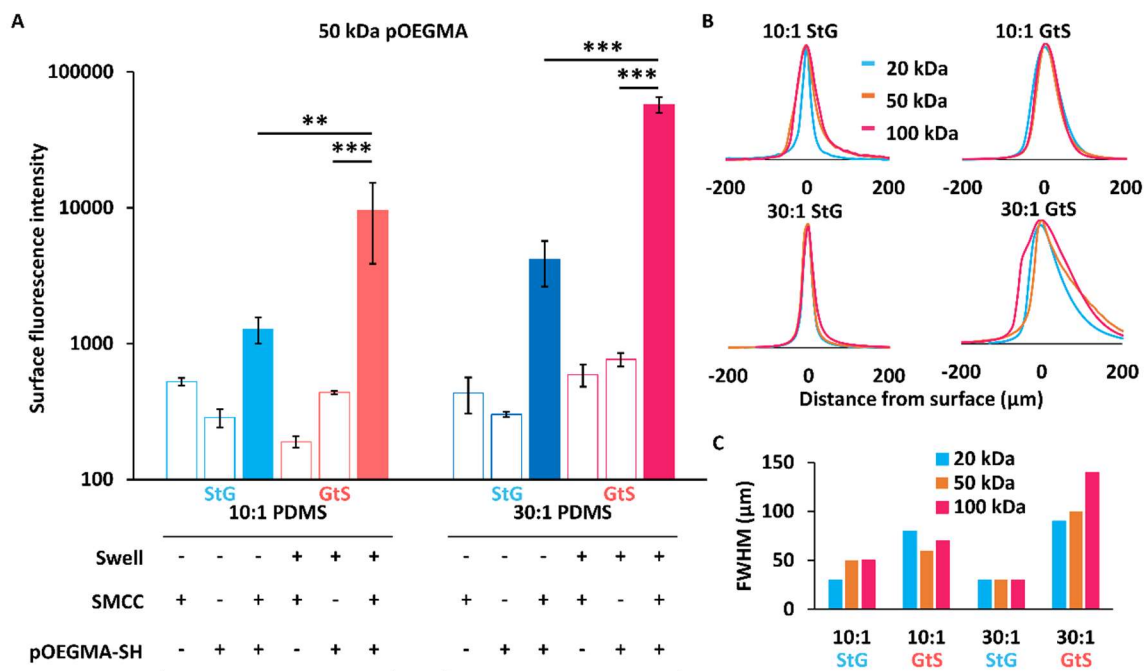 A
50 kDa pOEGMA
Surface fluorescence intensity
100000
10000
1000
100
**
***
***
***
StG
GtS
StG
GtS
10:1 PDMS
30:1 PDMS
Swell - - - + + + - - - + + +
SMCC + - + + - + + - + + - +
pOEGMA-SH - + + - + + - + + - + +
B
10:1 StG
10:1 GtS
20 kDa
50 kDa
100 kDa
-200 0 200
-200 0 200
30:1 StG
30:1 GtS
-200 0 200
-200 0 200
Distance from surface (μm)
C
FWHM (μm)
150
100
50
0
20 kDa
50 kDa
100 kDa
10:1 10:1 30:1 30:1
StG GtS StG GtS